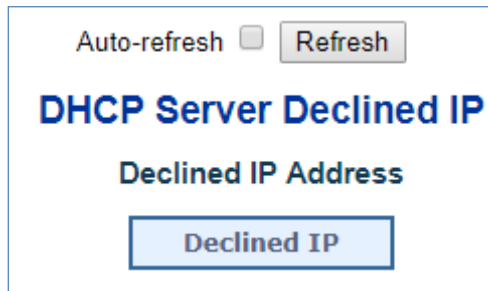 Auto-refresh Refresh
DHCP Server Declined IP
Declined IP Address
Declined IP